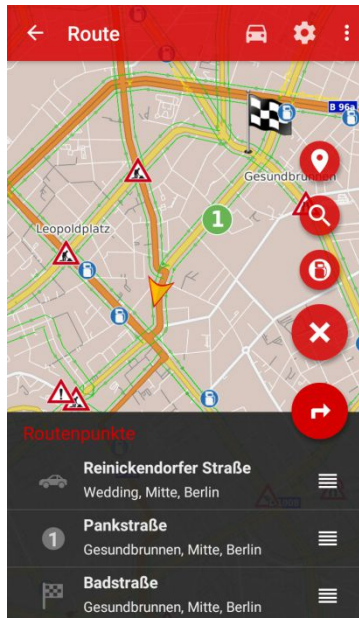 Route
B 96a
Gesundbrunnen
1
Leopoldplatz
Routenpunkte
Reinickendorfer Straße
Wedding, Mitte, Berlin
1
Pankstraße
Gesundbrunnen, Mitte, Berlin
Badstraße
Gesundbrunnen, Mitte, Berlin